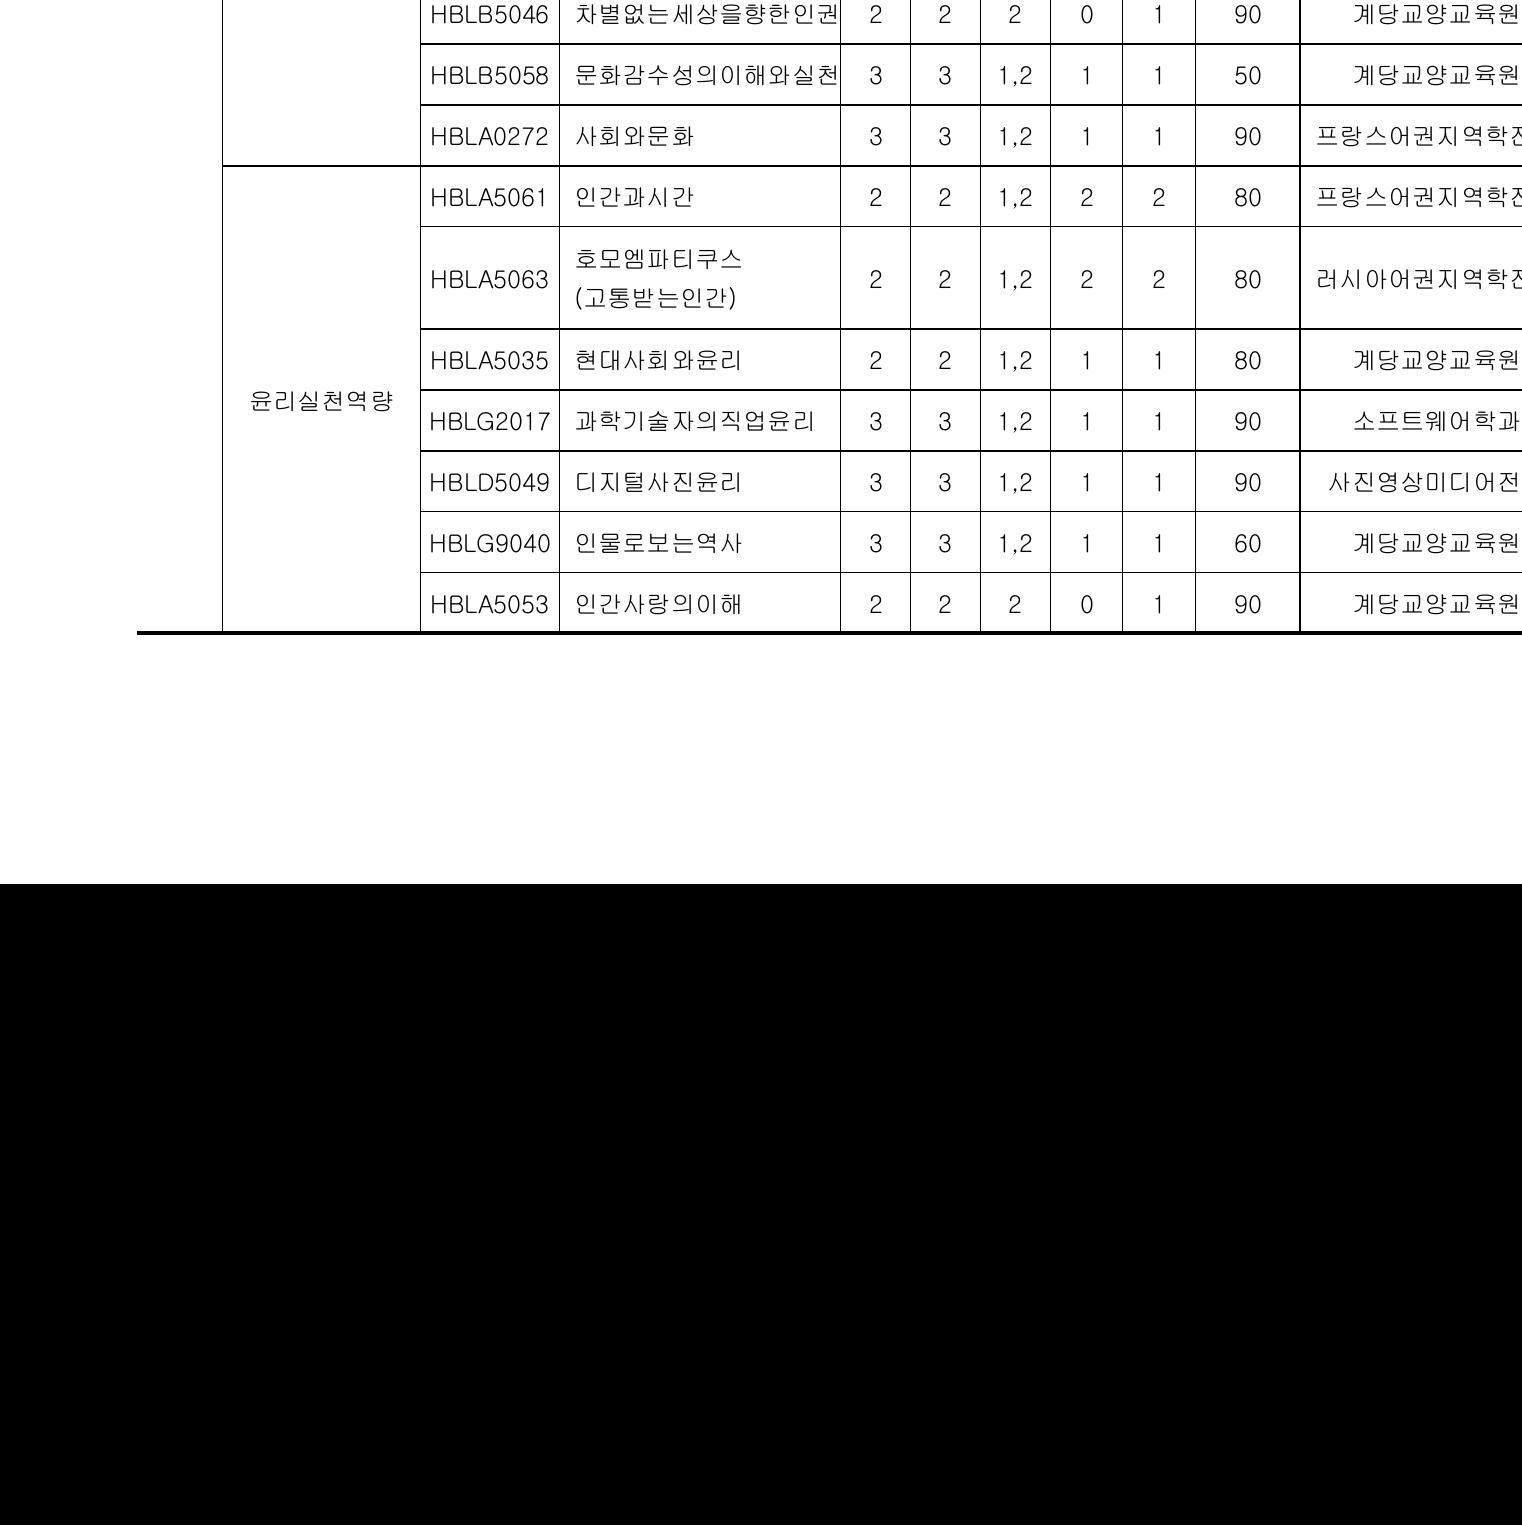 HBLB5046 차별없는세상을향한인권 2 2 2 0 1 90 계당교양교육원
HBLB5058 문화감수성의이해와실천 3 3 1,2 1 1 50 계당교양교육원
HBLA0272 사회와문화 3 3 1,2 1 1 90 프랑스어권지역학전
윤리실천역량
HBLA5061 인간과시간 2 2 1,2 2 2 80 프랑스어권지역학전
HBLA5063 호모엠파티쿠스
(고통받는인간) 2 2 1,2 2 2 80 러시아어권지역학전
HBLA5035 현대사회와윤리 2 2 1,2 1 1 80 계당교양교육원
HBLG2017 과학기술자의직업윤리 3 3 1,2 1 1 90 소프트웨어학과
HBLD5049 디지털사진윤리 3 3 1,2 1 1 90 사진영상미디어전
HBLG9040 인물로보는역사 3 3 1,2 1 1 60 계당교양교육원
HBLA5053 인간사랑의이해 2 2 2 0 1 90 계당교양교육원